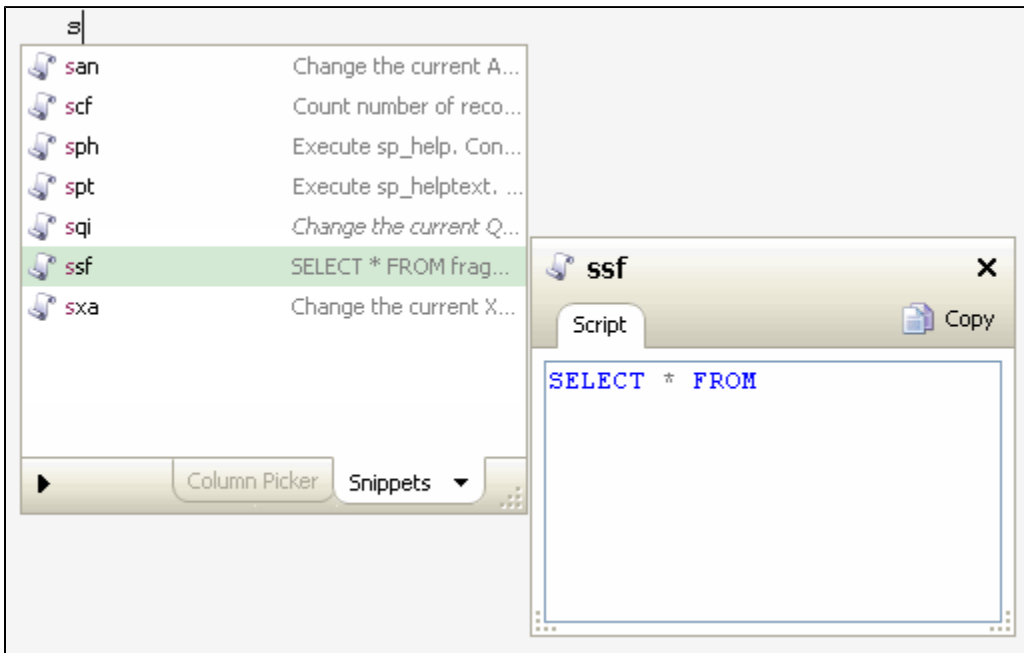 s
san Change the current A...
scf Count number of reco...
sph Execute sp_help. Con...
spt Execute sp_helptext. ...
sqi Change the current Q...
ssf SELECT * FROM frag...
sxa Change the current X...
Column Picker Snippets
ssf
Script Copy
SELECT * FROM